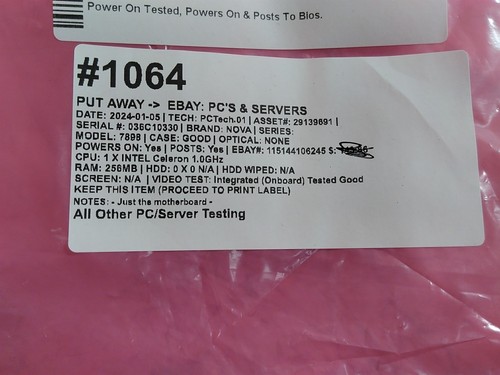 Power On Tested, Powers On & Posts To Bios.
#1064
PUT AWAY -> EBAY: PC'S & SERVERS
DATE: 2024-01-05 | TECH: PCTech.01 | ASSET#: 29139691 |
SERIAL #: 036C10330 | BRAND: NOVA | SERIES:
MODEL: 7898 | CASE: GOOD | OPTICAL: NONE
POWERS ON: Yes | POSTS: Yes | EBAY#: 115144106245 S:
CPU: 1 X INTEL Celeron 1.0GHz
RAM: 256MB | HDD: 0 X 0 N/A | HDD WIPED: N/A
SCREEN: N/A | VIDEO TEST: Integrated (Onboard) Tested Good
KEEP THIS ITEM (PROCEED TO PRINT LABEL)
NOTES: - Just the motherboard -
All Other PC/Server Testing